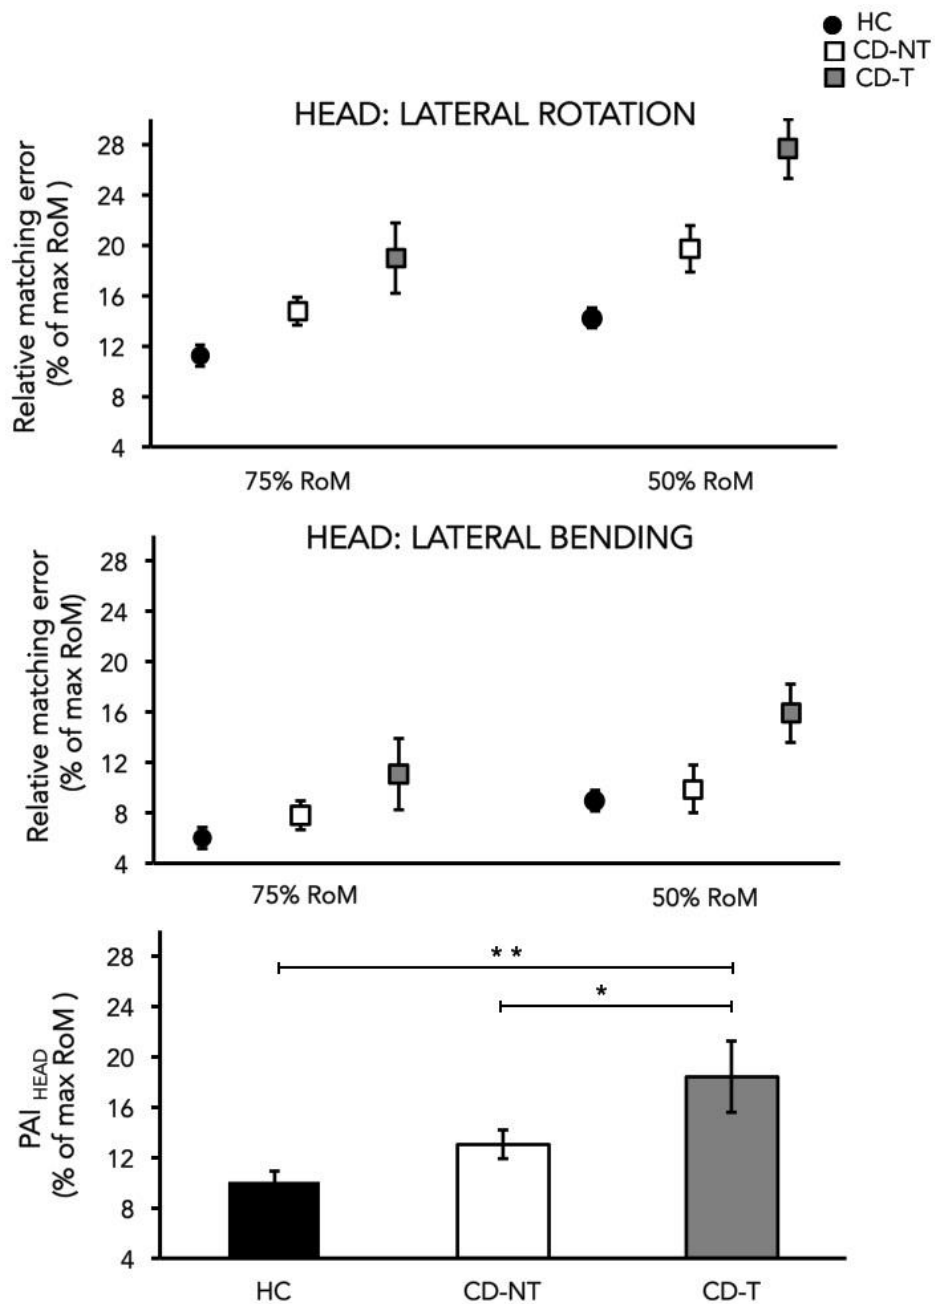 HC
CD-NT
CD-T
HEAD: LATERAL ROTATION
Relative matching error
(% of max RoM )
28
24
20
16
12
8
4
75% RoM
50% RoM
HEAD: LATERAL BENDING
Relative matching error
(% of max RoM)
28
24
20
16
12
8
4
75% RoM
50% RoM
PAI HEAD
(% of max RoM )
28
24
20
16
12
8
4
* *
*
HC
CD-NT
CD-T